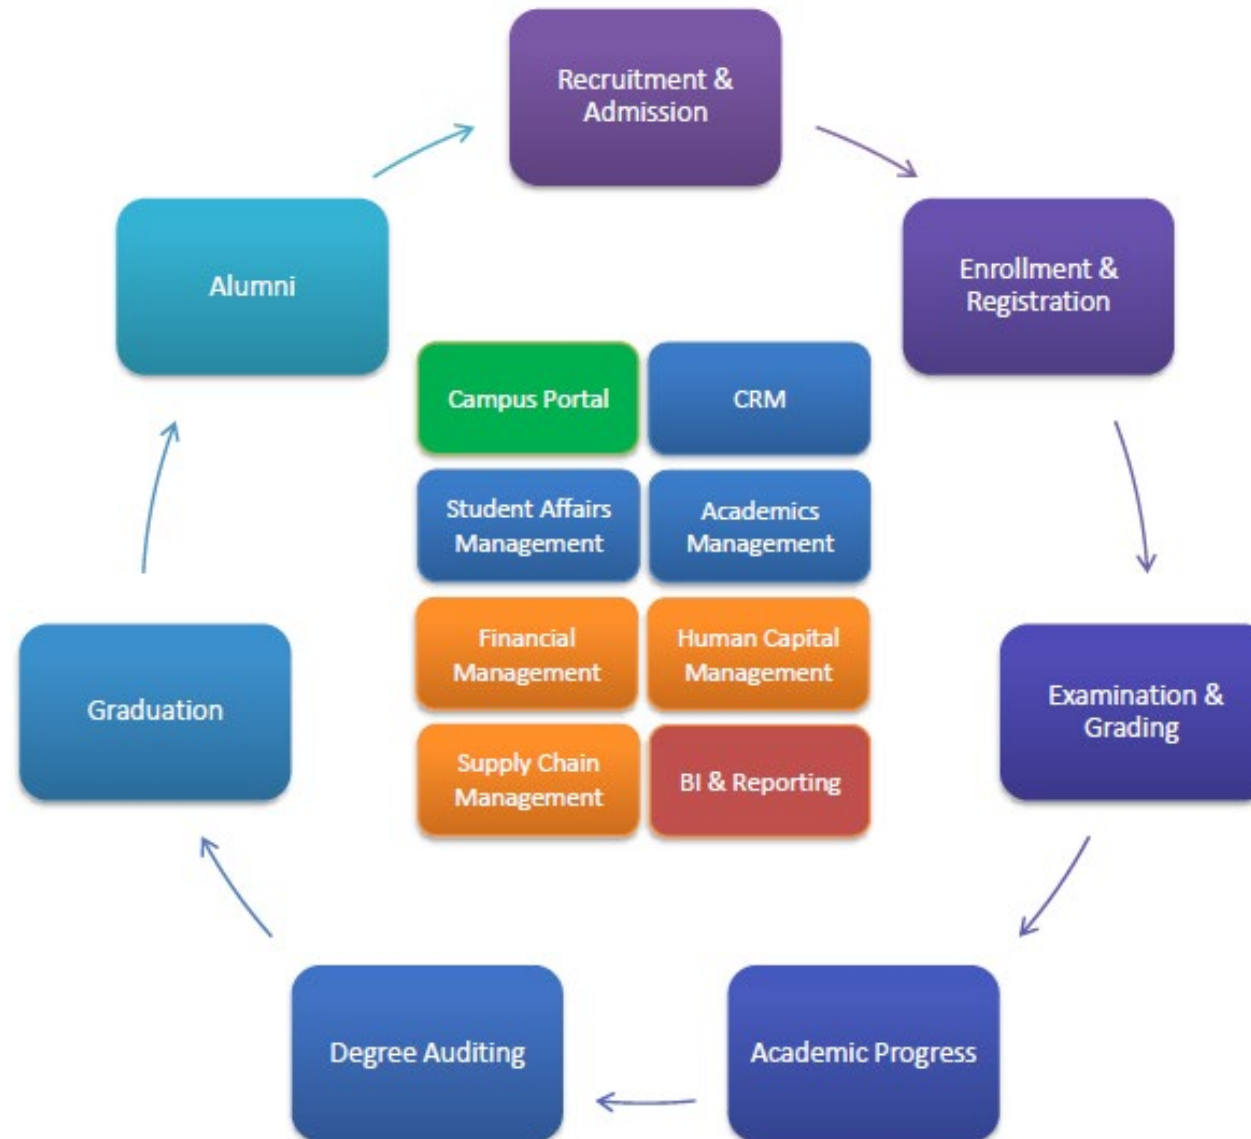 Recruitment &
Admission
Alumni
Enrollment &
Registration
Campus Portal
CRM
Student Affairs
Management
Academics
Management
Financial
Management
Human Capital
Management
Graduation
Examination &
Grading
Supply Chain
Management
BI & Reporting
Degree Auditing
Academic Progress